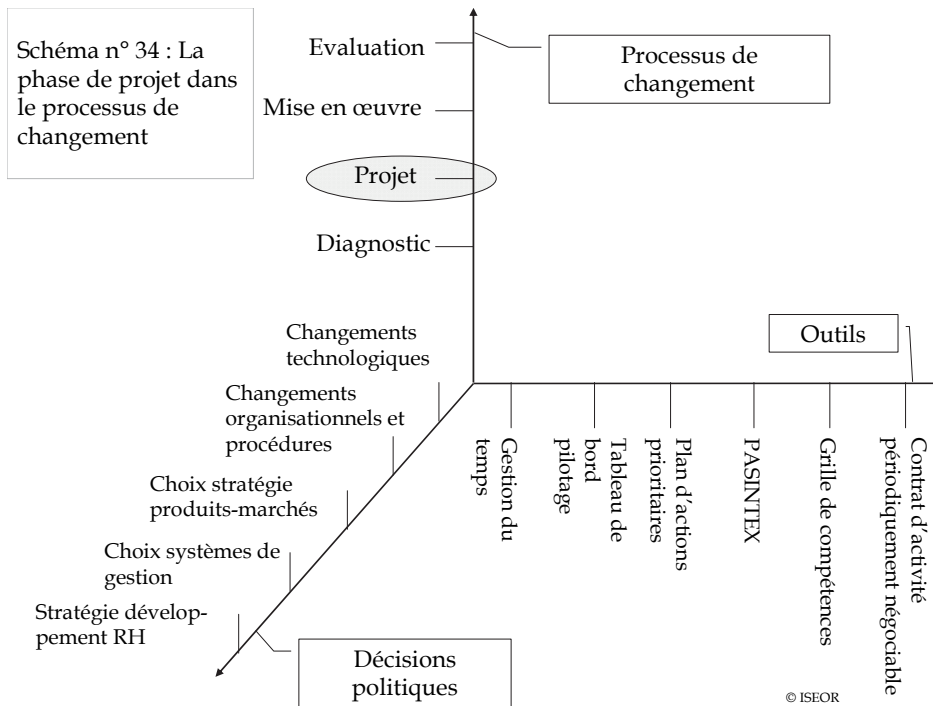 Schéma n° 34 : La
phase de projet dans
le processus de
changement
Evaluation
Mise en œuvre
Projet
Diagnostic
Processus de
changement
Changements
technologiques
Changements
organisationnels et
procédures
Choix stratégie
produits-marchés
Choix systèmes de
gestion
Stratégie dévelop-
pement RH
Décisions
politiques
Outils
Gestion du
temps
Tableau de
bord
pilotage
Plan d'actions
prioritaires
PASINTEX
Grille de compétences
Contrat d'activité
périodiquement négociable
© ISEOR